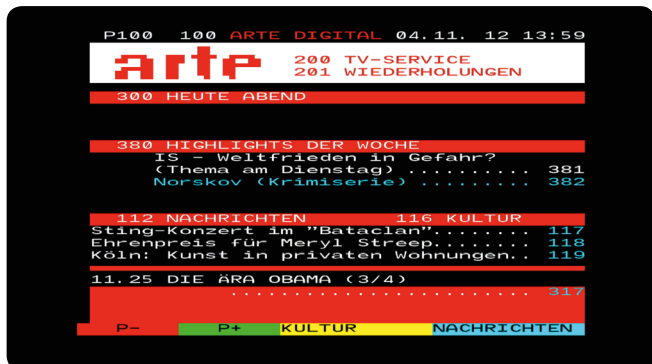 P100 100 ARTE DIGITAL 04.11. 12 13:59
arte
200 TV-SERVICE
201 WIEDERHOLUNGEN
300 HEUTE ABEND
380 HIGHLIGHTS DER WOCHE
IS - Weltfrieden in Gefahr?
(Thema am Dienstag) .......... 381
Norskov (Krimiserie) ......... 382
112 NACHRICHTEN 116 KULTUR
Sting-Konzert im "Bataclan"........ 117
Ehrenpreis für Meryl Streep........ 118
Köln: Kunst in privaten Wohnungen.. 119
11.25 DIE ÄRA OBAMA (3/4)
......................... 317
P- P+ KULTUR NACHRICHTEN